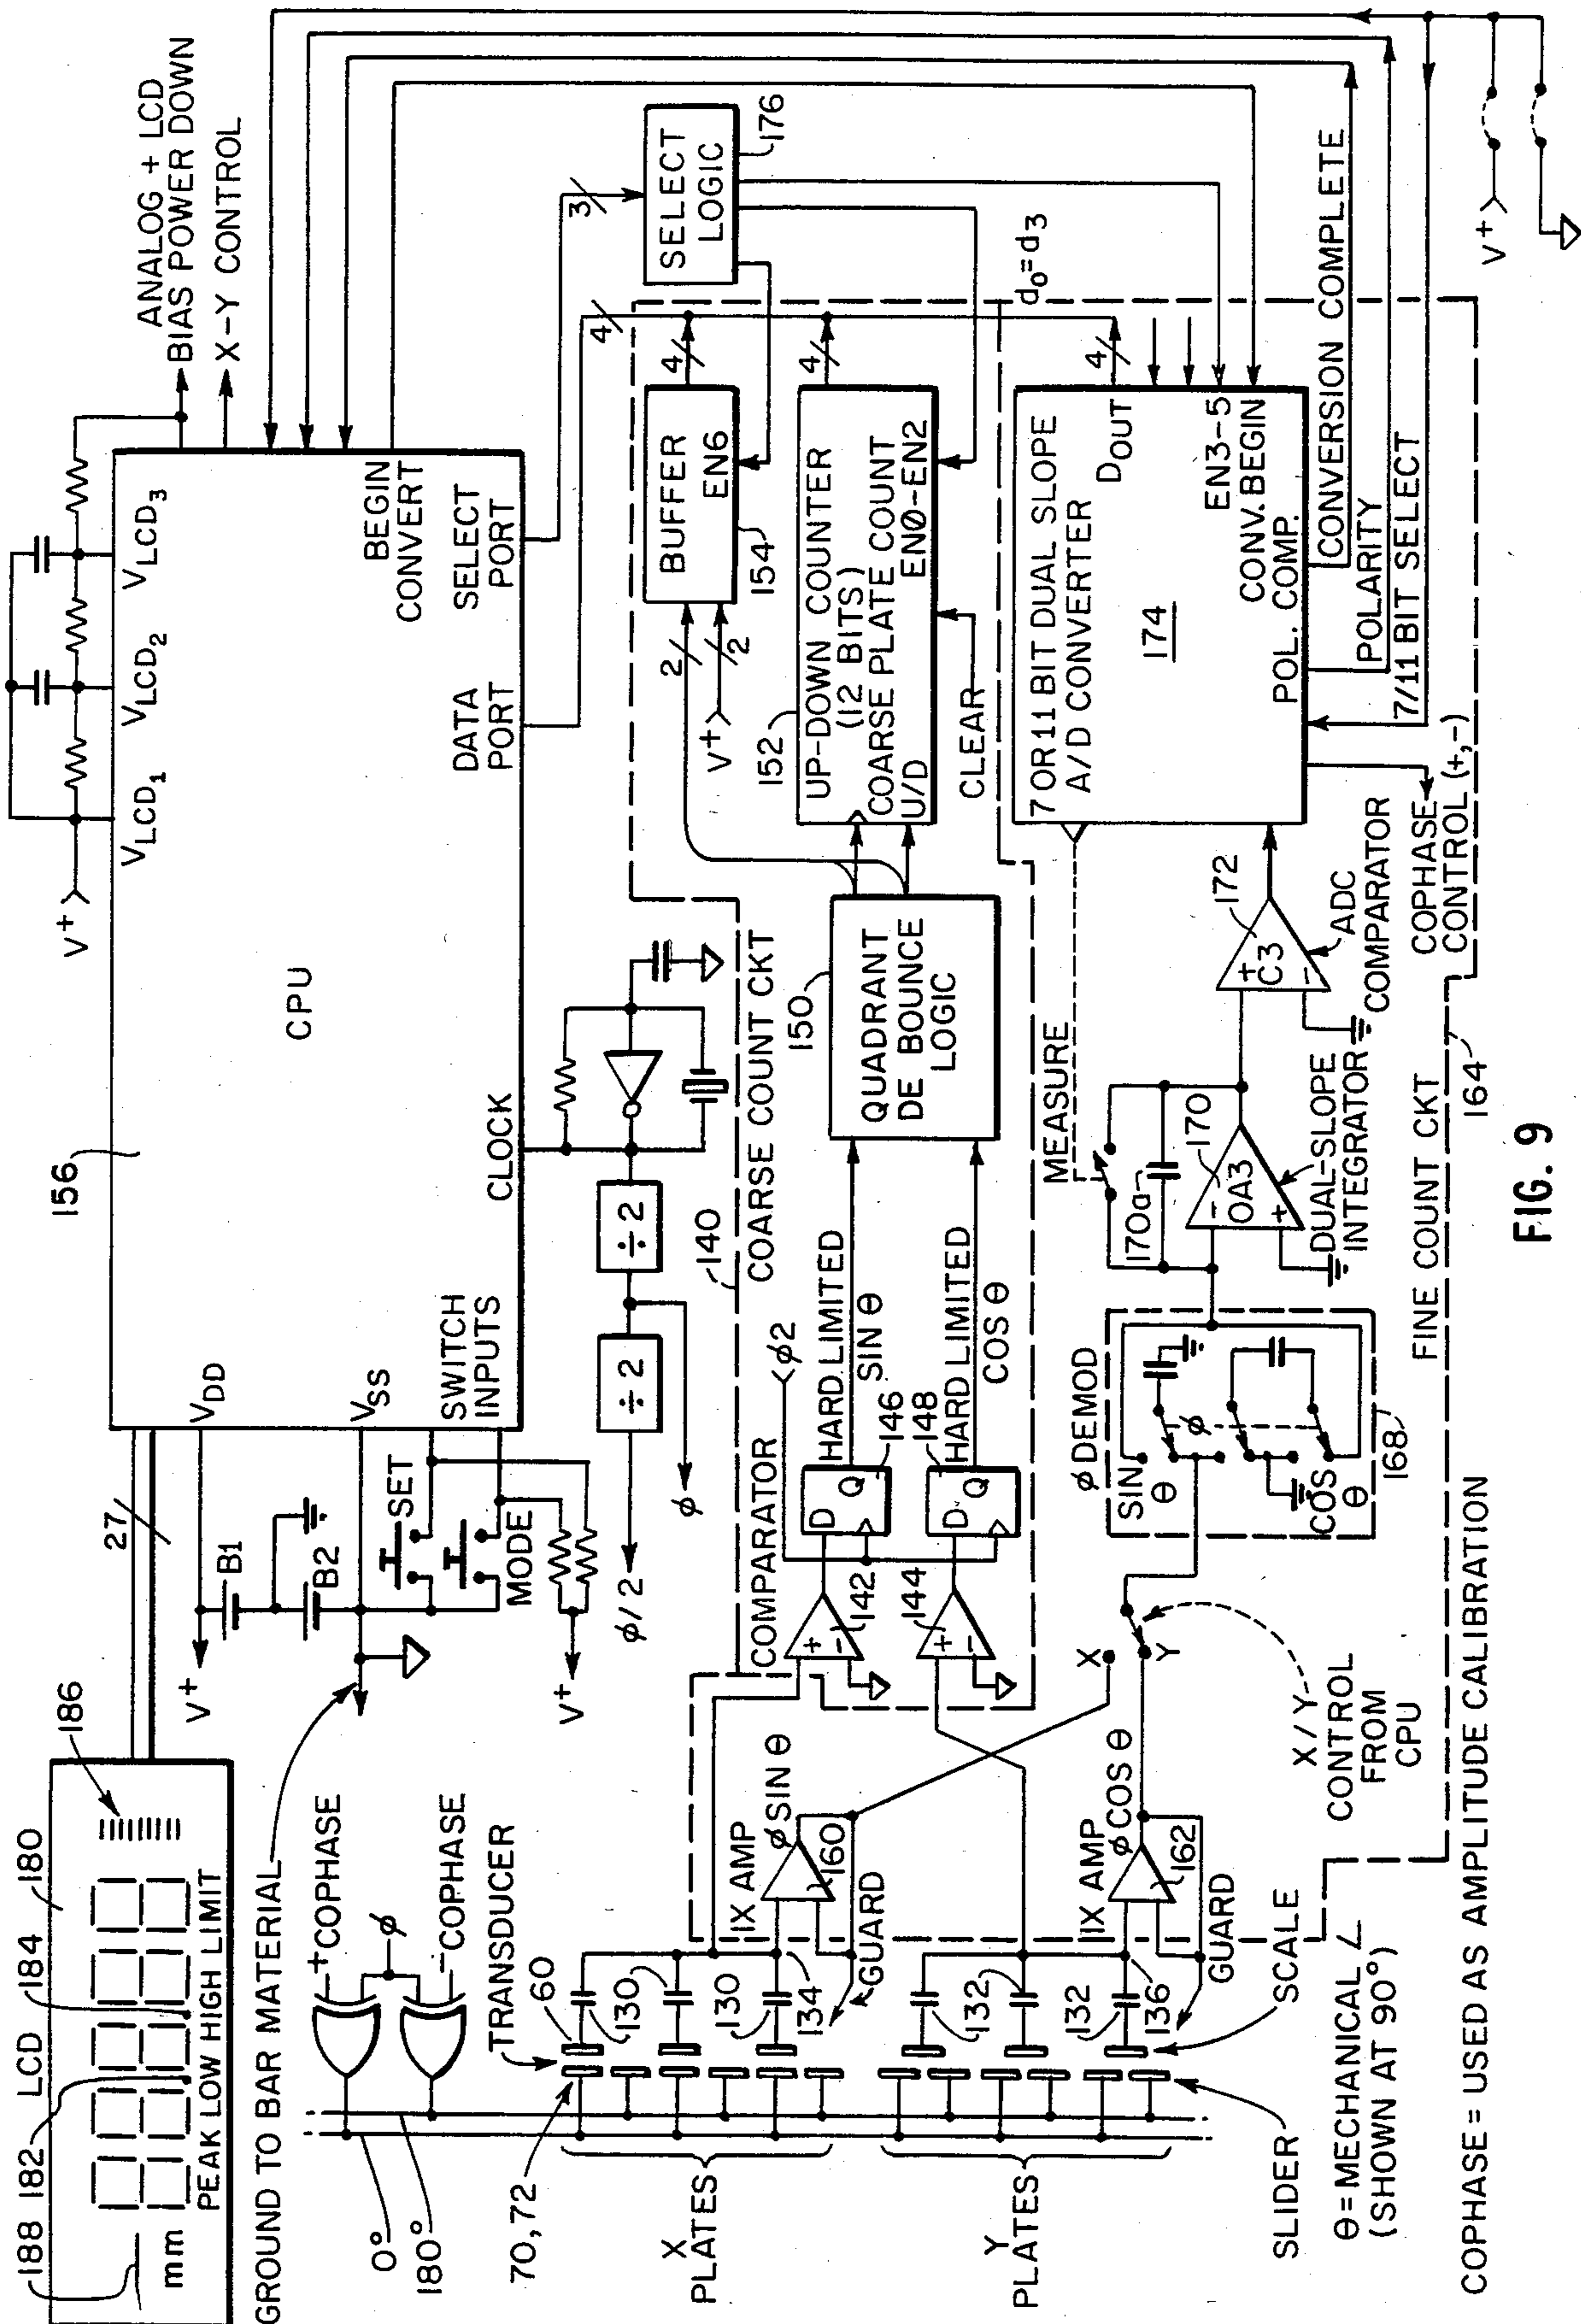 188
182
LCD
184
180
186
mm
PEAK LOW HIGH LIMIT
27
GROUND TO BAR MATERIAL
V+
B1
B2
SET
MODE
V+
VDD
VSS
SWITCH
INPUTS
156
CPU
CLOCK
V+
VLCD1
VLCD2
VLCD3
DATA
PORT
SELECT
PORT
BEGIN
CONVERT
ANALOG + LCD
BIAS POWER DOWN
X-Y CONTROL
÷2
÷2
ϕ/2
ϕ
140
COARSE COUNT CKT
0°
180°
+COPHASE
ϕ
-COPHASE
TRANSDUCER
60
70, 72
130
130
134
X
PLATES
Y
PLATES
132
132
136
GUARD
GUARD
SLIDER
SCALE
1X AMP
ϕ SIN θ
160
1X AMP
ϕ COS θ
162
COMPARATOR
ϕ2
+
-
142
+
-
144
D
Q
146
D
Q
148
HARD LIMITED
SIN θ
HARD LIMITED
COS θ
150
QUADRANT
DE BOUNCE
LOGIC
2
V+
2
BUFFER
EN6
154
4
4
3
SELECT
LOGIC
176
152
UP-DOWN COUNTER
(12 BITS)
COARSE PLATE COUNT
U/D
EN0-EN2
4
CLEAR
X
Y
X/Y
CONTROL
FROM
CPU
ϕ DEMOD
SIN
θ
ϕ
COS
θ
168
MEASURE
170a
170
-
OA3
+
DUAL-SLOPE
INTEGRATOR
172
+
C3
-
ADC
COMPARATOR
7 OR 11 BIT DUAL SLOPE
A/D CONVERTER
174
DOUT
4
d0=d3
EN3-5
CONV. BEGIN
POL. COMP.
CONVERSION COMPLETE
POLARITY
7/11 BIT SELECT
COPHASE
CONTROL (+,-)
V+
FINE COUNT CKT
164
θ = MECHANICAL ∠
(SHOWN AT 90°)
COPHASE = USED AS AMPLITUDE CALIBRATION
FIG. 9